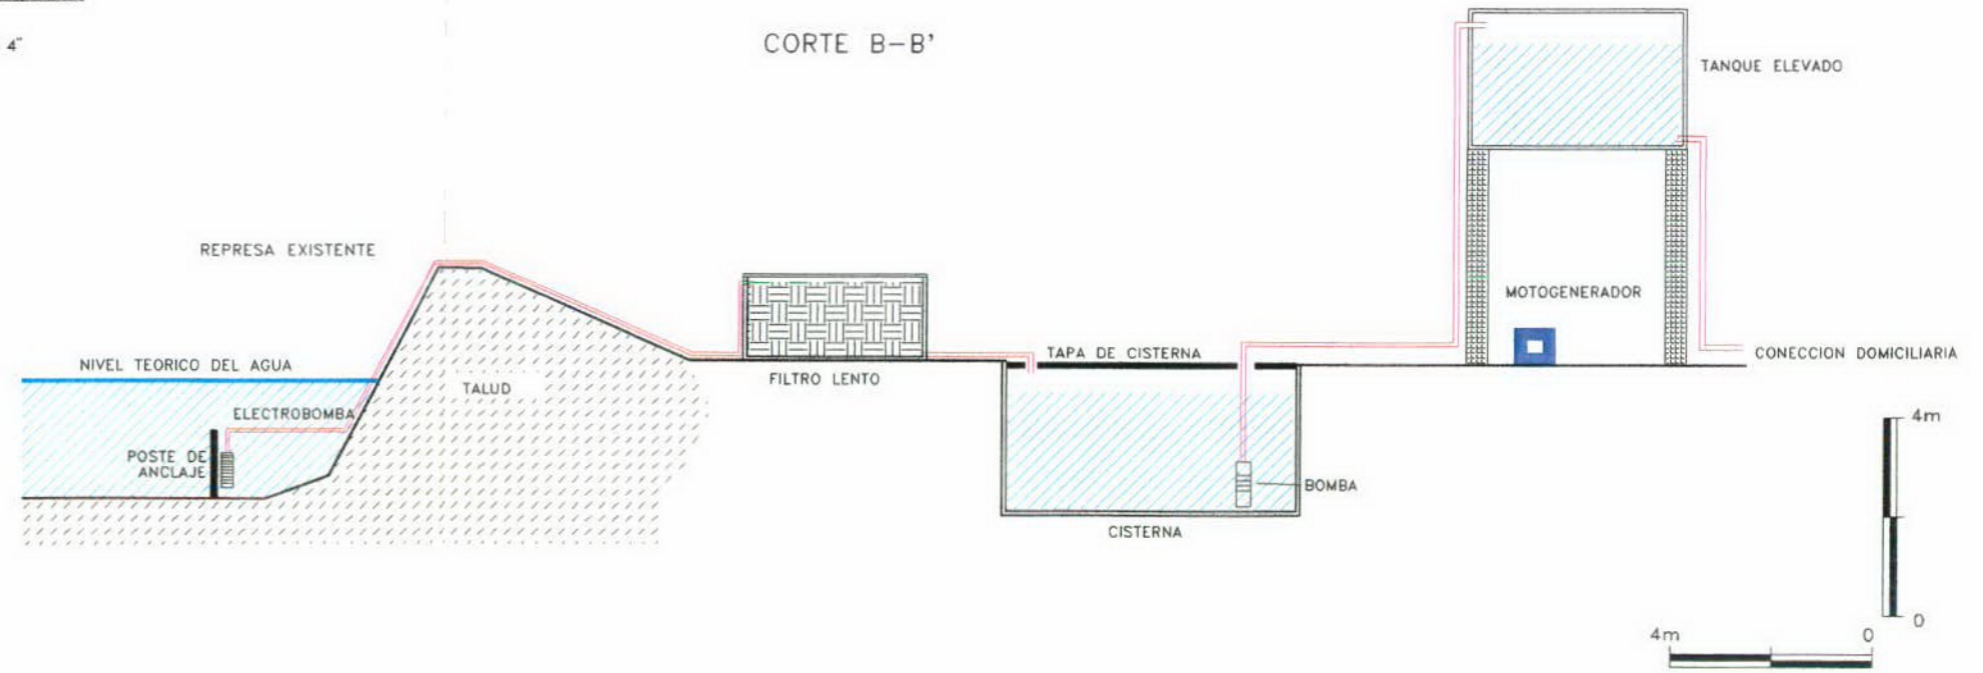 4"
CORTE B-B'
TANQUE ELEVADO
REPRESA EXISTENTE
MOTOGENERADOR
NIVEL TEORICO DEL AGUA
TAPA DE CISTERNA
CONECCION DOMICILIARIA
TALUD
FILTRO LENTO
ELECTROBOMBA
POSTE DE
ANCLAJE
BOMBA
CISTERNA
4m
0
4m
0